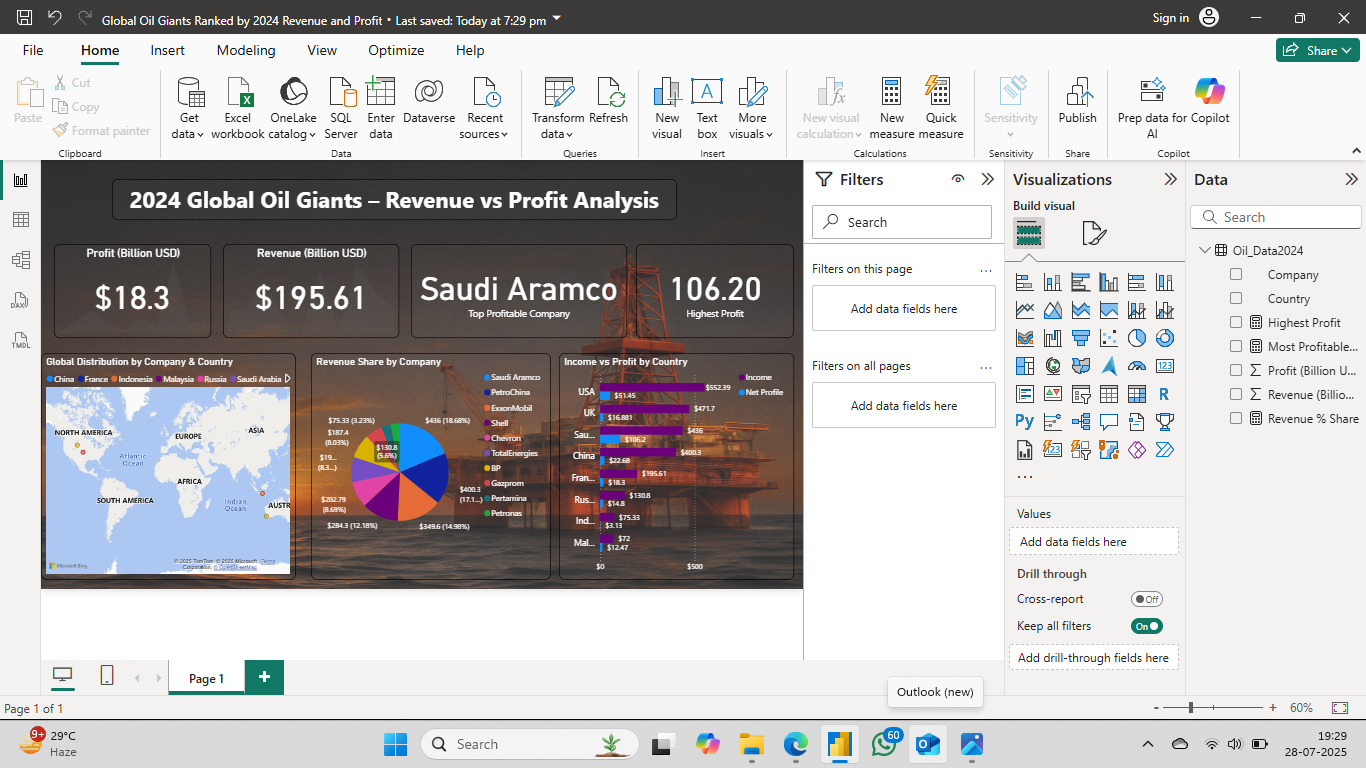 Global Oil Giants Ranked by 2024 Revenue and Profit • Last saved: Today at 7:29 pm
Sign in
File Home Insert Modeling View Optimize Help
Share
Paste
Cut
Copy
Format painter
Clipboard
Get data
Excel workbook
OneLake catalog
SQL Server
Enter data
Dataverse
Recent sources
Data
Transform data
Refresh
Queries
New visual
Text box
More visuals
Insert
New visual calculation
New measure
Quick measure
Calculations
Sensitivity
Sensitivity
Publish
Share
Prep data for AI
Copilot
Copilot
DAX
TMDL
2024 Global Oil Giants – Revenue vs Profit Analysis
Profit (Billion USD)
$18.3
Revenue (Billion USD)
$195.61
Saudi Aramco
Top Profitable Company
106.20
Highest Profit
Global Distribution by Company & Country
China France Indonesia Malaysia Russia Saudi Arabia
NORTH AMERICA
EUROPE
ASIA
Atlantic Ocean
AFRICA
SOUTH AMERICA
Indian Ocean
AUSTR
Microsoft Bing
© 2025 TomTom, © 2025 Microsoft Terms
Corporation, © OpenStreetMap
Revenue Share by Company
$436 (18.68%)
$400.3 (17.1...)
$349.6 (14.98%)
$284.3 (12.18%)
$202.79 (8.69%)
$19... (8.3...)
$187.4 (8.03%)
$130.8 (5.6%)
$75.33 (3.23%)
Saudi Aramco
PetroChina
ExxonMobil
Shell
Chevron
TotalEnergies
BP
Gazprom
Pertamina
Petronas
Income vs Profit by Country
Income
Net Profile
USA $552.39 $51.45
UK $471.7 $16.881
Sau... $436 $106.2
China $400.3 $22.68
Fran... $195.61 $18.3
Rus... $130.8 $14.8
Ind... $75.33 $3.13
Mal... $72 $12.47
$0 $500
Filters
Search
Filters on this page ...
Add data fields here
Filters on all pages ...
Add data fields here
Visualizations
Build visual
123
R
Py
123
...
Values
Add data fields here
Drill through
Cross-report Off
Keep all filters On
Add drill-through fields here
Data
Search
Oil_Data2024
Company
Country
Highest Profit
Most Profitable...
Profit (Billion U...
Revenue (Billio...
Revenue % Share
Page 1
Outlook (new)
Page 1 of 1
- + 60%
9+
29°C
Haze
Search
60
19:29
28-07-2025